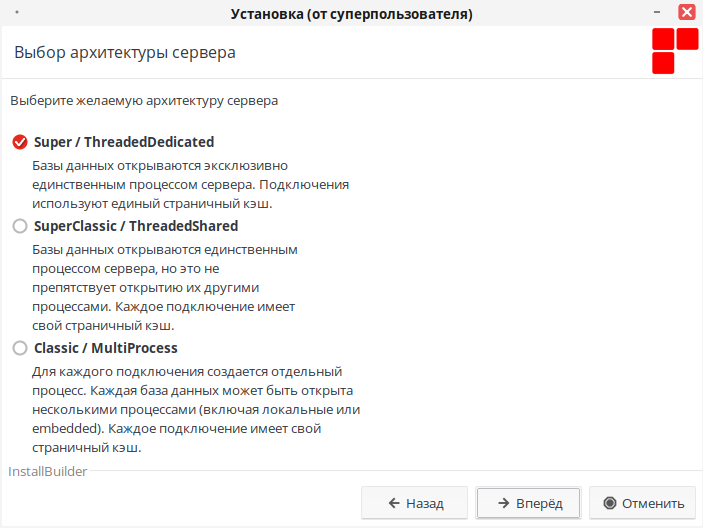 Установка (от суперпользователя)
Выбор архитектуры сервера
Выберите желаемую архитектуру сервера
Super / ThreadedDedicated
Базы данных открываются эксклюзивно
единственным процессом сервера. Подключения
используют единый страничный кэш.
SuperClassic / ThreadedShared
Базы данных открываются единственным
процессом сервера, но это не
препятствует открытию их другими
процессами. Каждое подключение имеет
свой страничный кэш.
Classic / MultiProcess
Для каждого подключения создается отдельный
процесс. Каждая база данных может быть открыта
несколькими процессами (включая локальные или
embedded). Каждое подключение имеет свой
страничный кэш.
InstallBuilder
Назад Вперёд Отменить